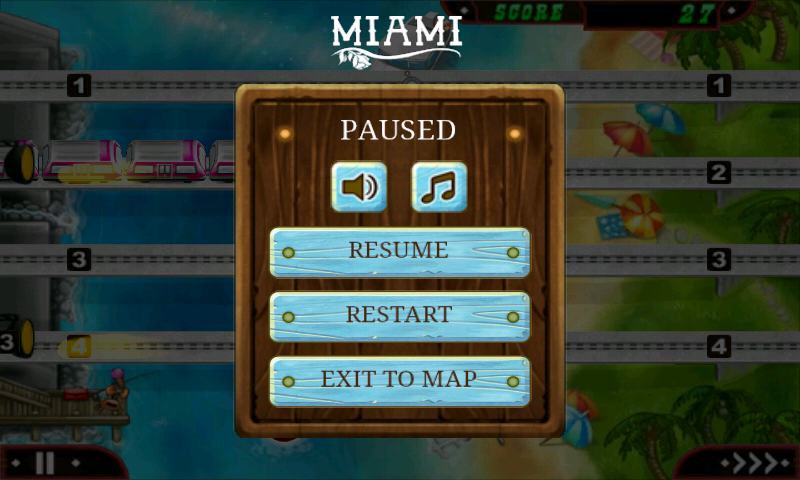 MIAMI
SCORE 27
PAUSED
1 1
2
RESUME
3 3
RESTART
3 4 4
EXIT TO MAP